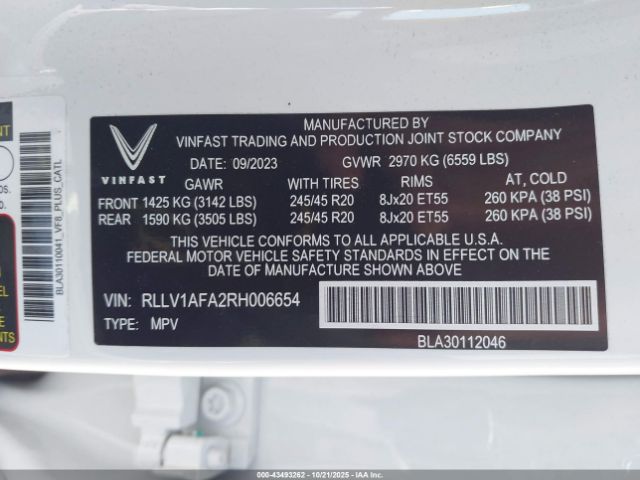 MANUFACTURED BY
VINFAST TRADING AND PRODUCTION JOINT STOCK COMPANY
VINFAST
DATE: 09/2023 GVWR 2970 KG (6559 LBS)
GAWR WITH TIRES RIMS AT, COLD
FRONT 1425 KG (3142 LBS) 245/45 R20 8Jx20 ET55 260 KPA (38 PSI)
REAR 1590 KG (3505 LBS) 245/45 R20 8Jx20 ET55 260 KPA (38 PSI)
THIS VEHICLE CONFORMS TO ALL APPLICABLE U.S.A.
FEDERAL MOTOR VEHICLE SAFETY STANDARDS IN EFFECT ON THE
DATE OF MANUFACTURE SHOWN ABOVE
VIN: RLLV1AFA2RH006654
TYPE: MPV
BLA30112046
BLA30110041_VF8_PLUS_CATL
000-43493262 - 10/21/2025 - COPART